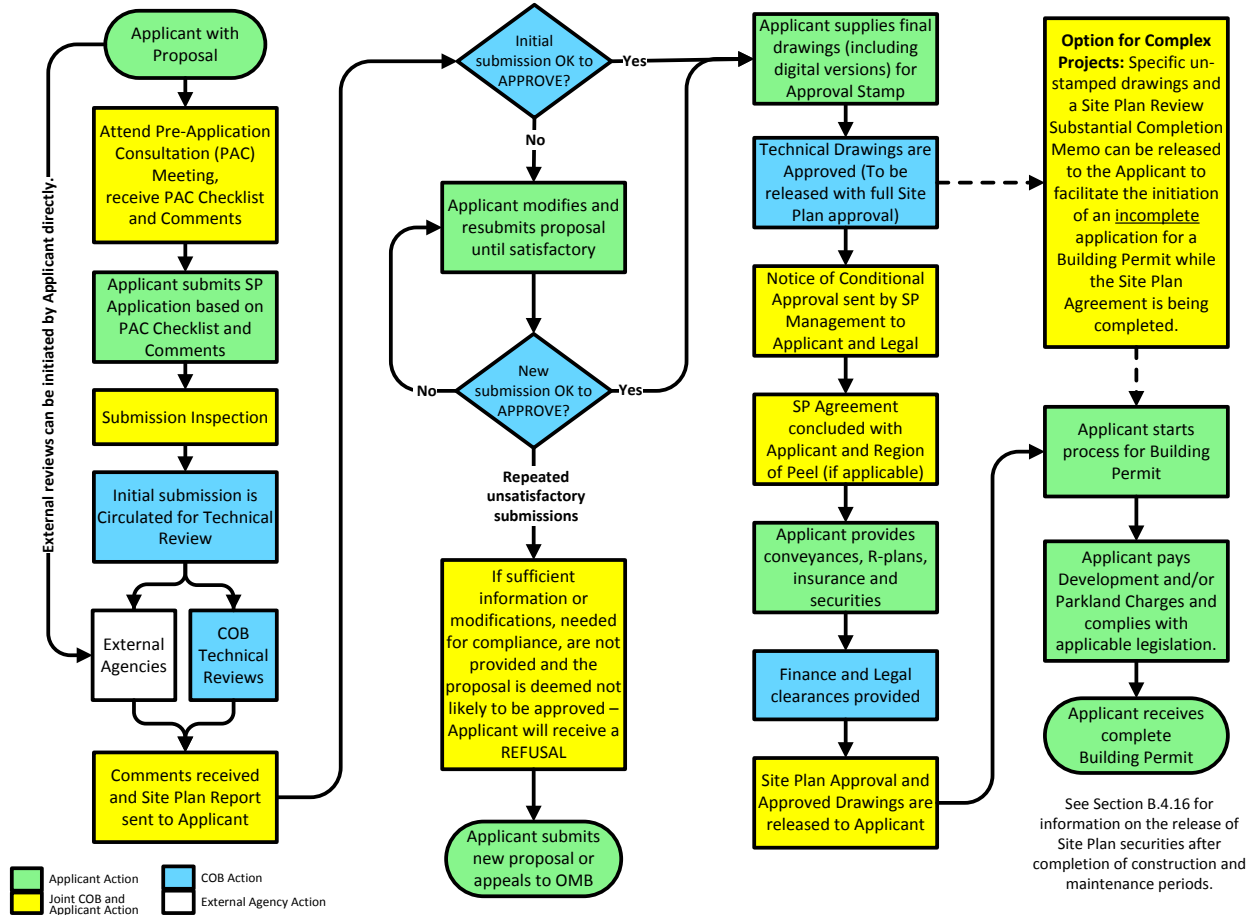 Applicant with
Proposal
External reviews can be initiated by Applicant directly.
Attend Pre-Application
Consultation (PAC)
Meeting,
receive PAC Checklist
and Comments
Applicant submits SP
Application based on
PAC Checklist and
Comments
Submission Inspection
Initial submission is
Circulated for Technical
Review
External
Agencies
COB
Technical
Reviews
Comments received
and Site Plan Report
sent to Applicant
Initial
submission OK to
APPROVE?
Yes
No
Applicant modifies and
resubmits proposal
until satisfactory
New
submission OK to
APPROVE?
No
Yes
Repeated
unsatisfactory
submissions
If sufficient
information or
modifications, needed
for compliance, are not
provided and the
proposal is deemed not
likely to be approved –
Applicant will receive a
REFUSAL
Applicant submits
new proposal or
appeals to OMB
Applicant supplies final
drawings (including
digital versions) for
Approval Stamp
Technical Drawings are
Approved (To be
released with full Site
Plan approval)
Notice of Conditional
Approval sent by SP
Management to
Applicant and Legal
SP Agreement
concluded with
Applicant and Region
of Peel (if applicable)
Applicant provides
conveyances, R-plans,
insurance and
securities
Finance and Legal
clearances provided
Site Plan Approval and
Approved Drawings are
released to Applicant
Option for Complex
Projects: Specific un-
stamped drawings and
a Site Plan Review
Substantial Completion
Memo can be released
to the Applicant to
facilitate the initiation
of an incomplete
application for a
Building Permit while
the Site Plan
Agreement is being
completed.
Applicant starts
process for Building
Permit
Applicant pays
Development and/or
Parkland Charges and
complies with
applicable legislation.
Applicant receives
complete
Building Permit
See Section B.4.16 for
information on the release of
Site Plan securities after
completion of construction and
maintenance periods.
Applicant Action
Joint COB and
Applicant Action
COB Action
External Agency Action